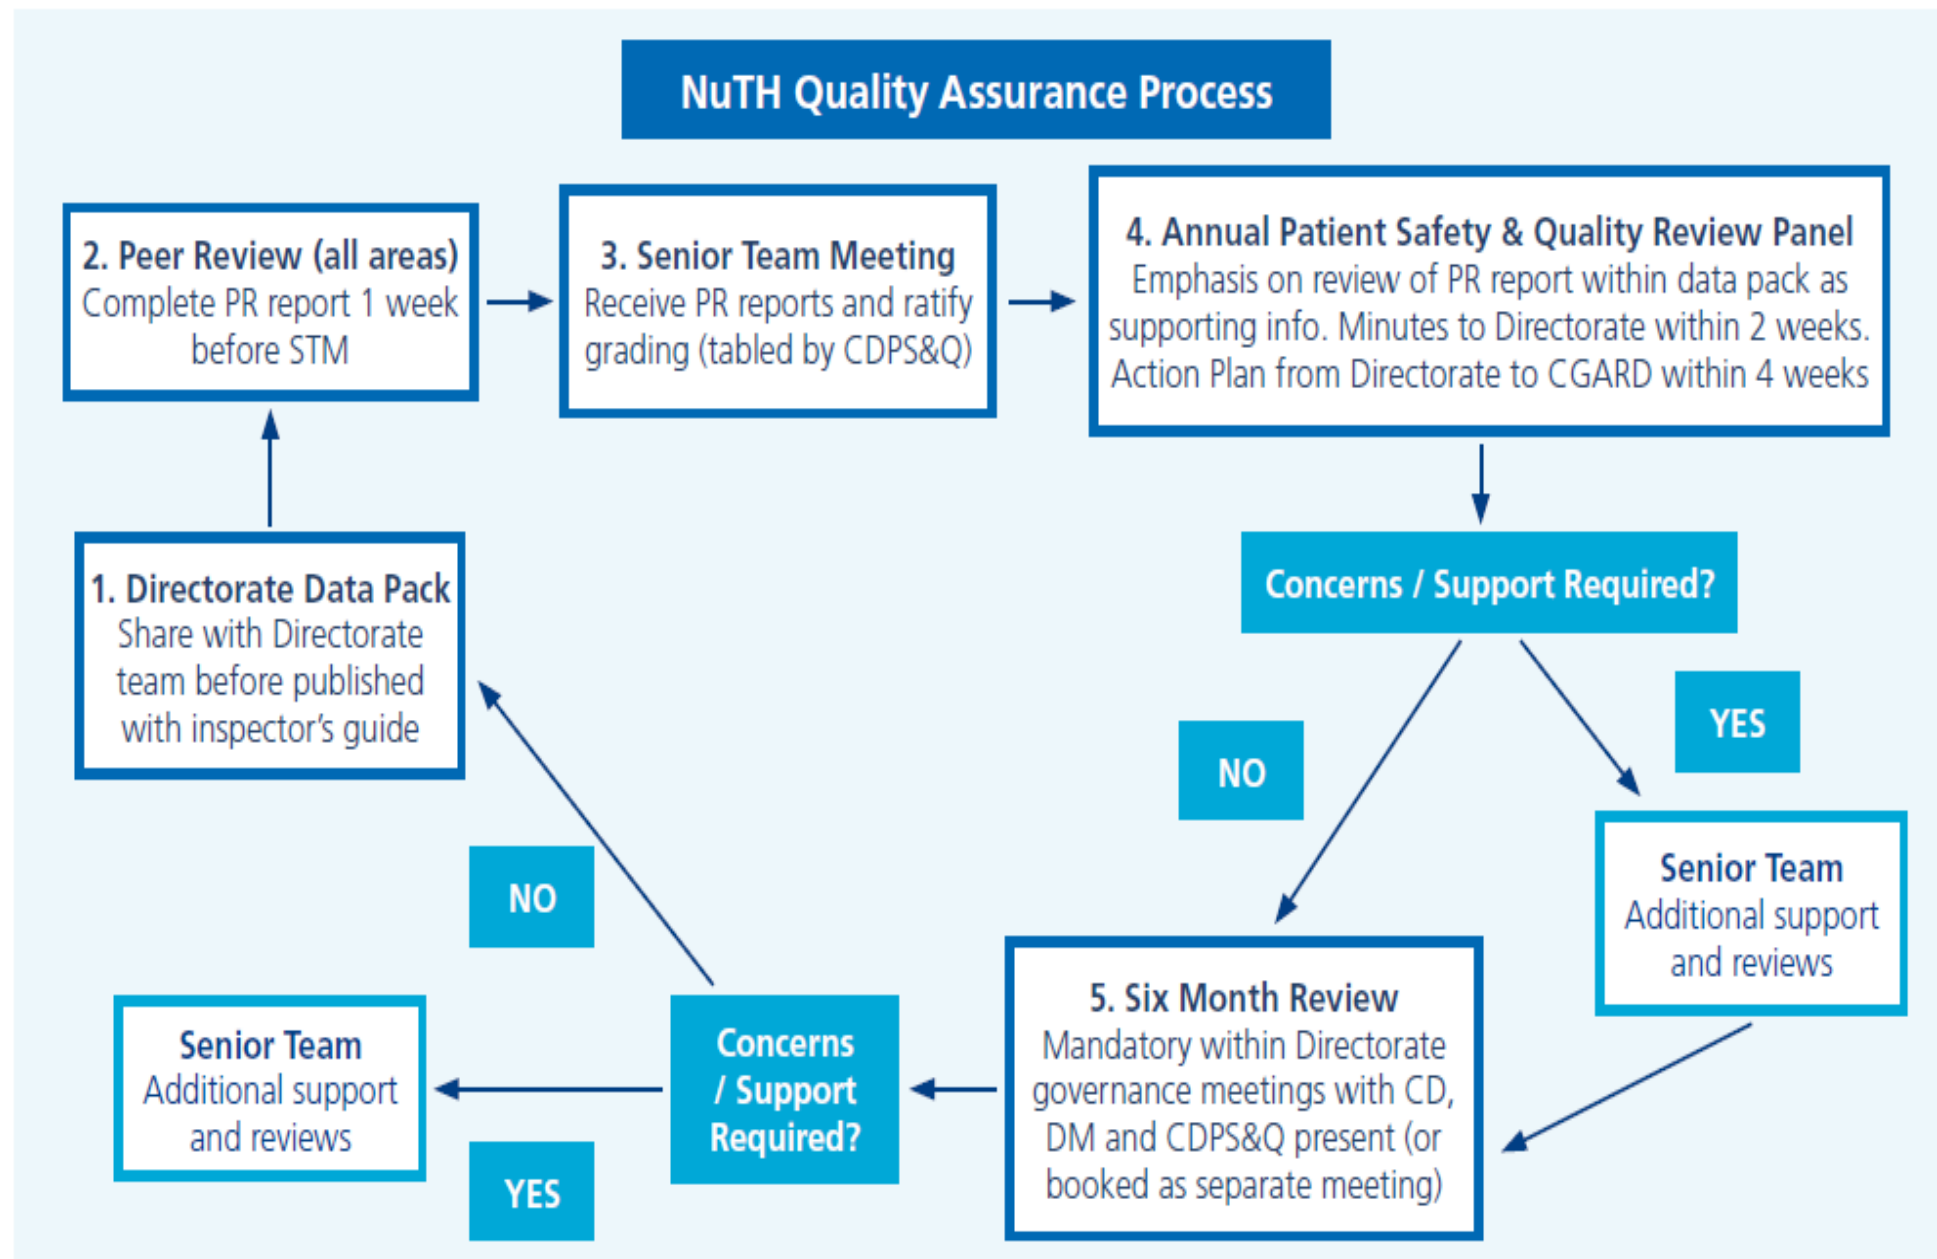 NuTH Quality Assurance Process
2. Peer Review (all areas)
Complete PR report 1 week
before STM
3. Senior Team Meeting
Receive PR reports and ratify
grading (tabled by CDPS&Q)
4. Annual Patient Safety & Quality Review Panel
Emphasis on review of PR report within data pack as
supporting info. Minutes to Directorate within 2 weeks.
Action Plan from Directorate to CGARD within 4 weeks
1. Directorate Data Pack
Share with Directorate
team before published
with inspector's guide
Concerns / Support Required?
YES
NO
Senior Team
Additional support
and reviews
5. Six Month Review
Mandatory within Directorate
governance meetings with CD,
DM and CDPS&Q present (or
booked as separate meeting)
Concerns
/ Support
Required?
NO
YES
Senior Team
Additional support
and reviews